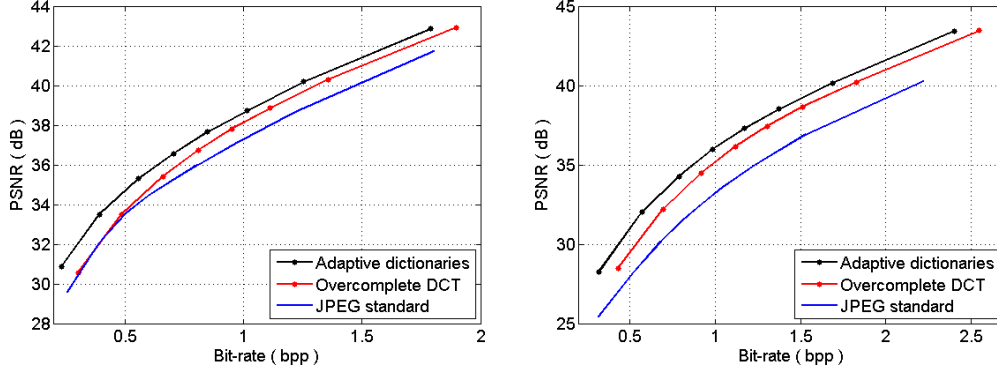 44
42
40
38
36
34
32
30
28
PSNR ( dB )
0.5
1
1.5
2
Bit-rate ( bpp )
Adaptive dictionaries
Overcomplete DCT
JPEG standard
45
40
35
30
25
PSNR ( dB )
0.5
1
1.5
2
2.5
Bit-rate ( bpp )
Adaptive dictionaries
Overcomplete DCT
JPEG standard